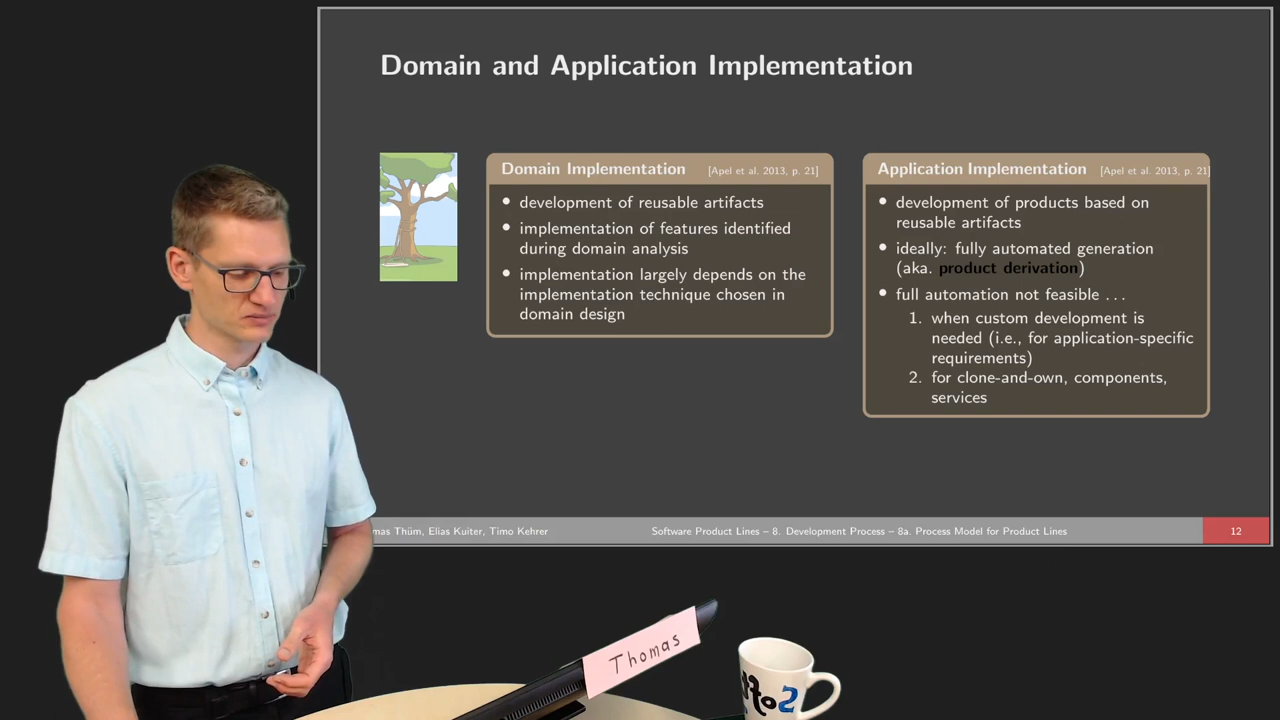 Domain and Application Implementation
Domain Implementation [Apel et al. 2013, p. 21]
• development of reusable artifacts
• implementation of features identified
during domain analysis
• implementation largely depends on the
implementation technique chosen in
domain design
Application Implementation [Apel et al. 2013, p. 21]
• development of products based on
reusable artifacts
• ideally: fully automated generation
(aka. product derivation)
• full automation not feasible . . .
1. when custom development is
needed (i.e., for application-specific
requirements)
2. for clone-and-own, components,
services
mas Thüm, Elias Kuiter, Timo Kehrer
Software Product Lines – 8. Development Process – 8a. Process Model for Product Lines
12
Thomas